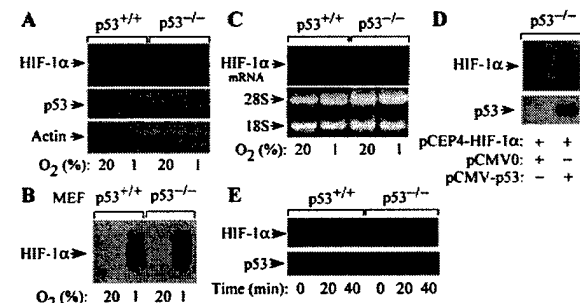 A p53+/+ p53−/−
HIF-1α
p53
Actin
O2 (%): 20 1 20 1
B MEF p53+/+ p53−/−
HIF-1α
O2 (%): 20 1 20 1
C p53+/+ p53−/−
HIF-1α
mRNA
28S
18S
O2 (%): 20 1 20 1
D p53−/−
HIF-1α
p53
pCEP4-HIF-1α: + +
pCMV0: + −
pCMV-p53: − +
E p53+/+ p53−/−
HIF-1α
p53
Time (min): 0 20 40 0 20 40